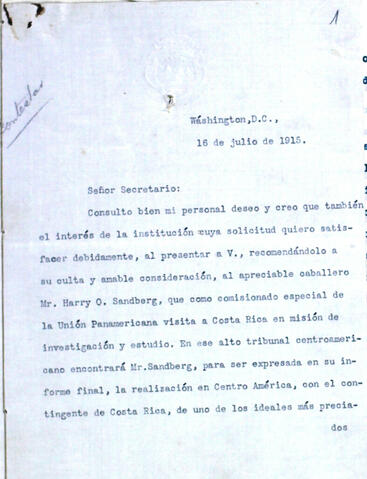 1
contestar
Wáshington,D.C.,
16 de julio de 1915.
Señor Secretario:
Consulto bien mi personal deseo y creo que también
el interés de la institución muya solicitud quiero satis-
facer debidamente, al presentar a V., recomendándolo a
su culta y amable consideración, al apreciable caballero
Mr. Harry O. Sandberg, que como comisionado especial de
la Unión Panamericana visita a Costa Rica en misión de
investigación y estudio. En ese alto tribunal centroameri-
cano encontrará Mr.Sandberg, para ser expresada en su in-
forme final, la realización en Centro América, con el con-
tingente de Costa Rica, de uno de los ideales más precia-
dos